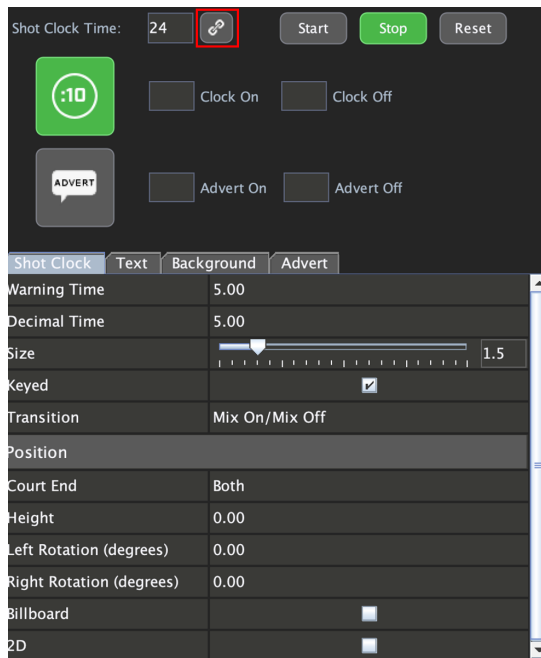 Shot Clock Time: 24 Start Stop Reset
:10 Clock On Clock Off
ADVERT Advert On Advert Off
Shot Clock Text Background Advert
Warning Time 5.00
Decimal Time 5.00
Size 1.5
Keyed
Transition Mix On/Mix Off
Position
Court End Both
Height 0.00
Left Rotation (degrees) 0.00
Right Rotation (degrees) 0.00
Billboard
2D